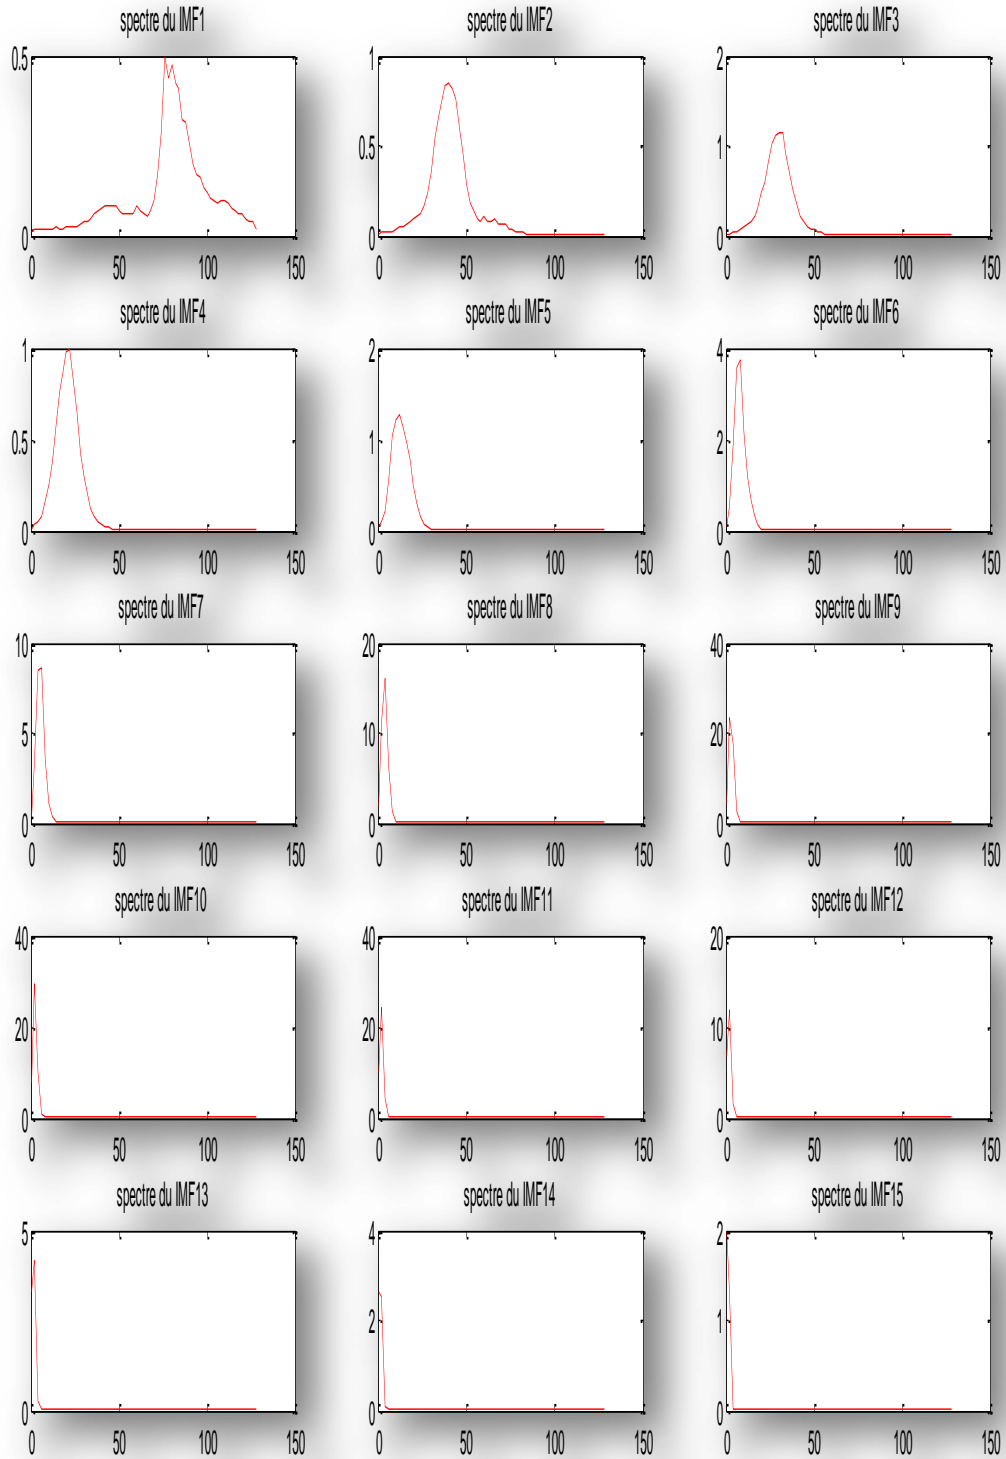 spectre du IMF1
spectre du IMF2
spectre du IMF3
0.5
0
0 50 100 150
1
0.5
0
0 50 100 150
2
1
0
0 50 100 150
spectre du IMF4
spectre du IMF5
spectre du IMF6
1
0.5
0
0 50 100 150
2
1
0
0 50 100 150
4
2
0
0 50 100 150
spectre du IMF7
spectre du IMF8
spectre du IMF9
10
5
0
0 50 100 150
20
10
0
0 50 100 150
40
20
0
0 50 100 150
spectre du IMF10
spectre du IMF11
spectre du IMF12
40
20
0
0 50 100 150
40
20
0
0 50 100 150
20
10
0
0 50 100 150
spectre du IMF13
spectre du IMF14
spectre du IMF15
5
0
0 50 100 150
4
2
0
0 50 100 150
2
1
0
0 50 100 150